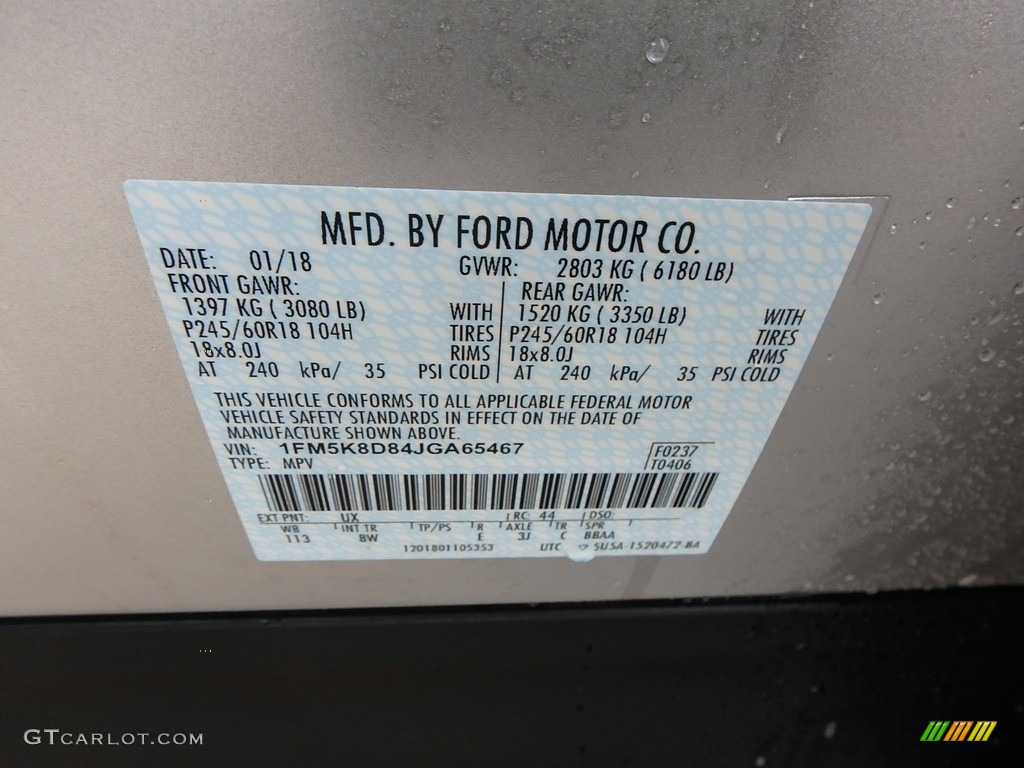 MFD. BY FORD MOTOR CO.
DATE: 01/18 GVWR: 2803 KG ( 6180 LB)
FRONT GAWR: REAR GAWR:
1397 KG ( 3080 LB) WITH 1520 KG ( 3350 LB) WITH
P245/60R18 104H TIRES P245/60R18 104H TIRES
18x8.0J RIMS 18x8.0J RIMS
AT 240 kPa/ 35 PSI COLD AT 240 kPa/ 35 PSI COLD
THIS VEHICLE CONFORMS TO ALL APPLICABLE FEDERAL MOTOR
VEHICLE SAFETY STANDARDS IN EFFECT ON THE DATE OF
MANUFACTURE SHOWN ABOVE.
VIN: 1FM5K8D84JGA65467 F0237
TYPE: MPV T0406
EXT PNT: UX RC: 44 DSO:
WB INT TR TP/PS R AXLE TR SPR
113 8W E 3J C BBAA
1201801105353 UTC 5U5A-1520472-BA
GTCARLOT.COM